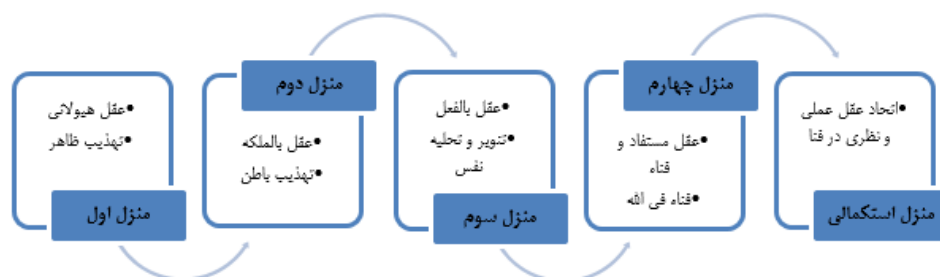 •عقل هیولانی
•تهذیب ظاهر
منزل اول
منزل دوم
•عقل بالملکه
•تهذیب باطن
•عقل بالفعل
•تنویر و تحلیه
نفس
منزل سوم
منزل چهارم
•عقل مستفاد و
فناء
•فناء فی الله
•اتحاد عقل عملی
و نظری در فنا
منزل استکمالی